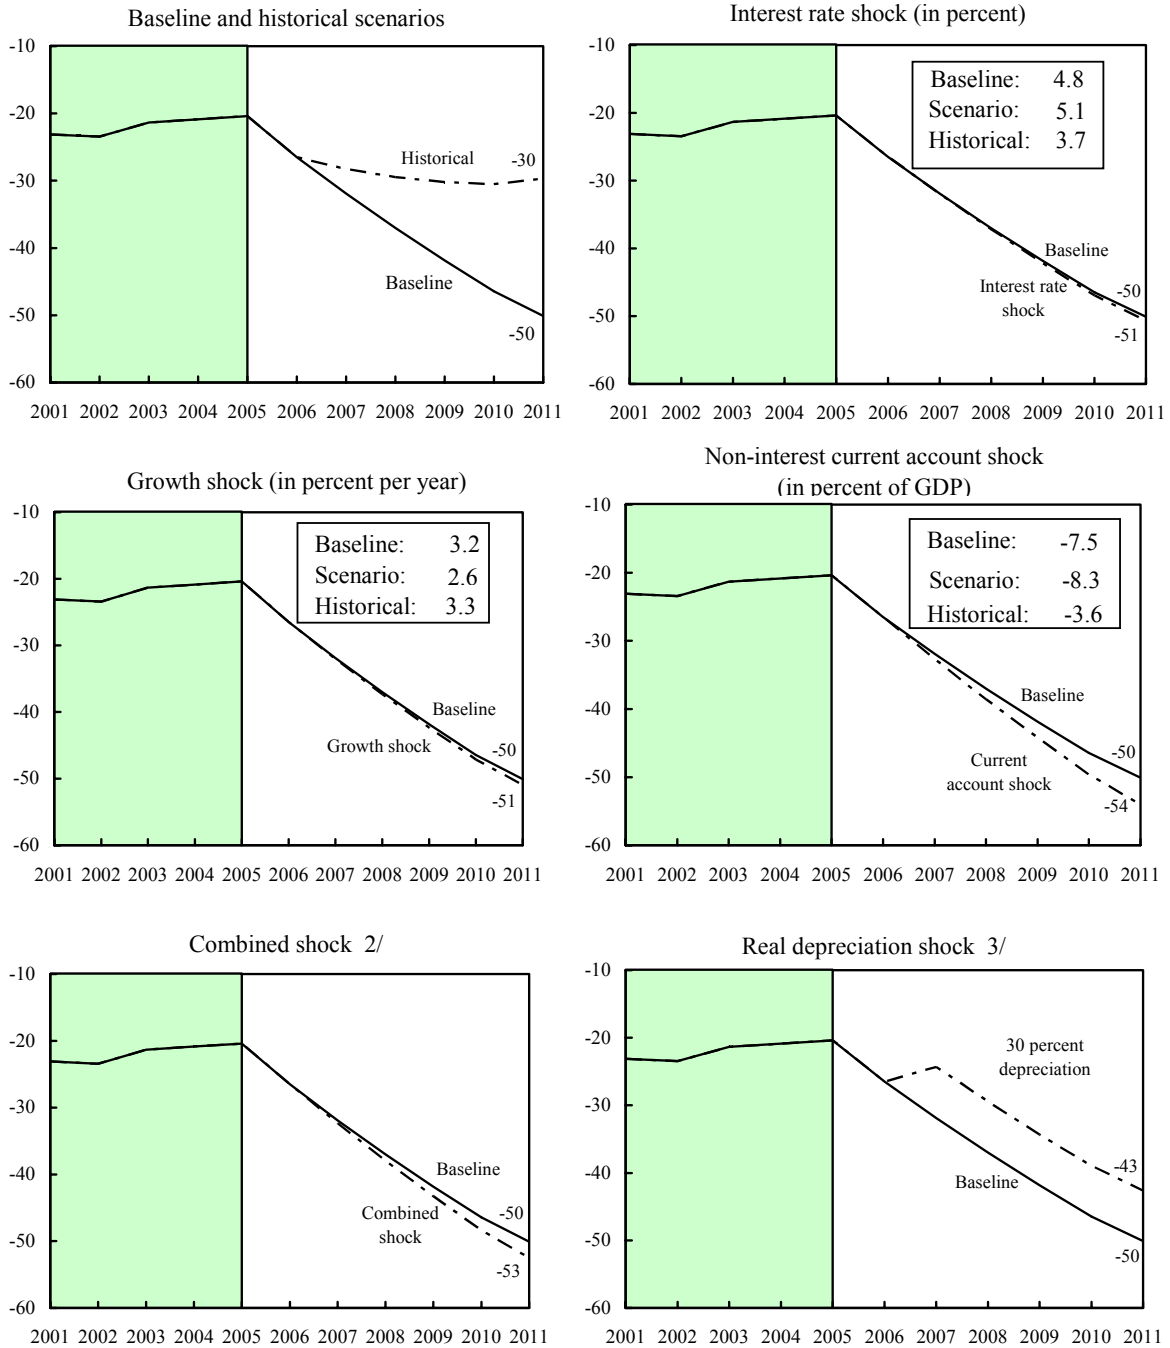 Baseline and historical scenarios
-10
-20
-30
-40
-50
-60
Historical
-30
Baseline
-50
2001 2002 2003 2004 2005 2006 2007 2008 2009 2010 2011
Interest rate shock (in percent)
-10
-20
-30
-40
-50
-60
Baseline: 4.8
Scenario: 5.1
Historical: 3.7
Baseline
Interest rate
shock
-50
-51
2001 2002 2003 2004 2005 2006 2007 2008 2009 2010 2011
Growth shock (in percent per year)
-10
-20
-30
-40
-50
-60
Baseline: 3.2
Scenario: 2.6
Historical: 3.3
Baseline
Growth shock
-50
-51
2001 2002 2003 2004 2005 2006 2007 2008 2009 2010 2011
Non-interest current account shock
(in percent of GDP)
-10
-20
-30
-40
-50
-60
Baseline: -7.5
Scenario: -8.3
Historical: -3.6
Baseline
-50
Current
account shock
-54
2001 2002 2003 2004 2005 2006 2007 2008 2009 2010 2011
Combined shock 2/
-10
-20
-30
-40
-50
-60
Baseline
Combined
shock
-50
-53
2001 2002 2003 2004 2005 2006 2007 2008 2009 2010 2011
Real depreciation shock 3/
-10
-20
-30
-40
-50
-60
30 percent
depreciation
-43
Baseline
-50
2001 2002 2003 2004 2005 2006 2007 2008 2009 2010 2011